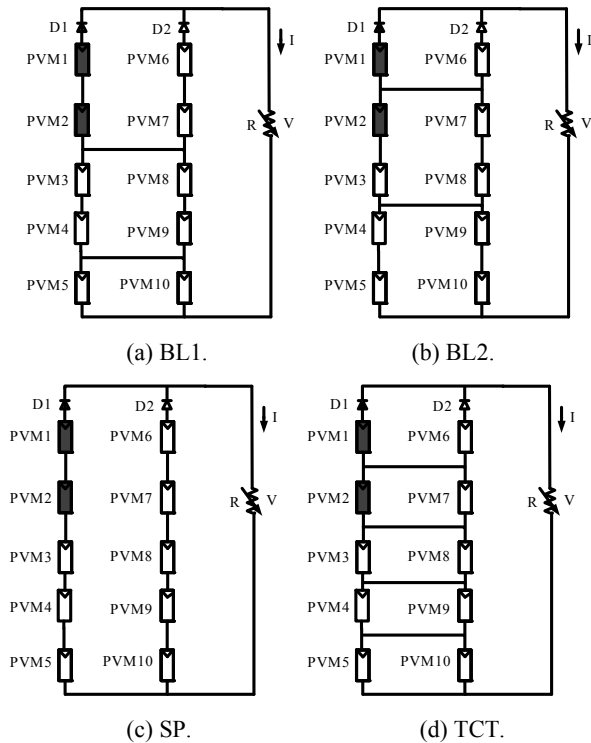 D1 D2 I
PVM1 PVM6
PVM2 PVM7 R V
PVM3 PVM8
PVM4 PVM9
PVM5 PVM10
(a) BL1.
D1 D2 I
PVM1 PVM6
PVM2 PVM7 R V
PVM3 PVM8
PVM4 PVM9
PVM5 PVM10
(b) BL2.
D1 D2 I
PVM1 PVM6
PVM2 PVM7 R V
PVM3 PVM8
PVM4 PVM9
PVM5 PVM10
(c) SP.
D1 D2 I
PVM1 PVM6
PVM2 PVM7 R V
PVM3 PVM8
PVM4 PVM9
PVM5 PVM10
(d) TCT.